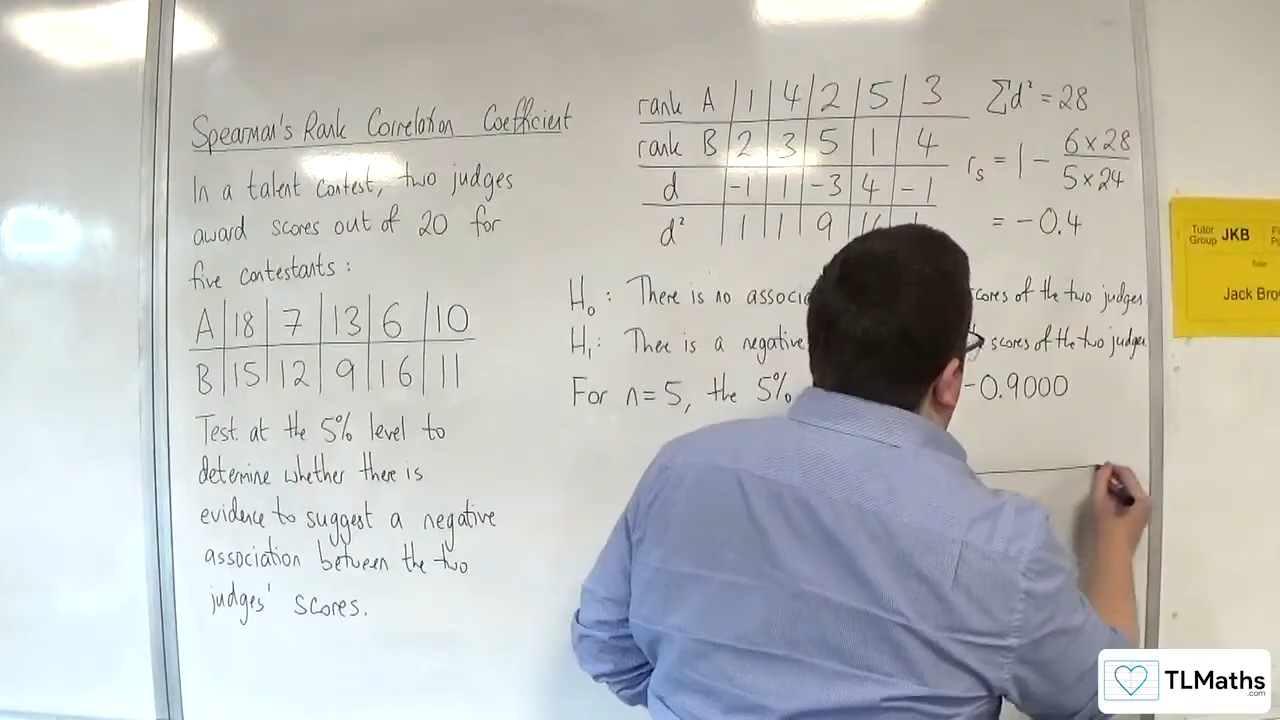 Spearman's Rank Correlation Coefficient
In a talent contest, two judges
award scores out of 20 for
five contestants:
A 18 7 13 6 10
B 15 12 9 16 11
Test at the 5% level to
determine whether there is
evidence to suggest a negative
association between the two
judges' scores.
rank A 1 4 2 5 3
rank B 2 3 5 1 4
d -1 1 -3 4 -1
d² 1 1 9
Σd² = 28
r_s = 1 - (6 × 28)/(5 × 24)
= -0.4
H₀: There is no scores of the two judges
H₁: There is a negative scores of the two judges
For n=5, the 5% -0.9000
Tutor Group JKB
Tutor
Jack
TLMaths
.com